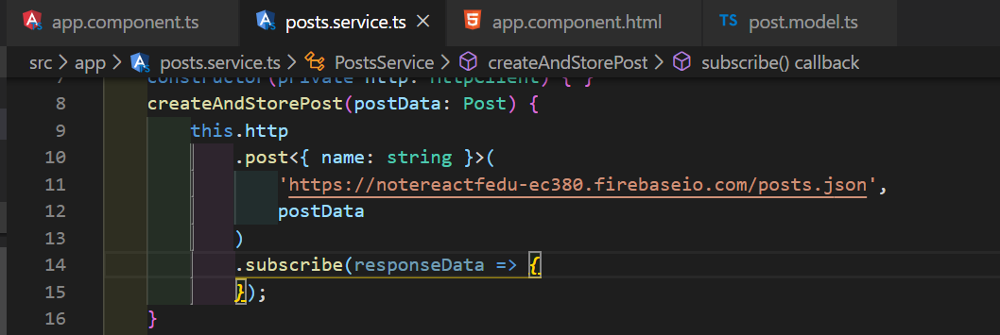 app.component.ts posts.service.ts app.component.html TS post.model.ts
src > app > posts.service.ts > PostsService > createAndStorePost > subscribe() callback
7 constructor(private http: HttpClient) { }
8 createAndStorePost(postData: Post) {
9 this.http
10 .post<{ name: string }>(
11 'https://notereactfedu-ec380.firebaseio.com/posts.json',
12 postData
13 )
14 .subscribe(responseData => {
15 });
16 }